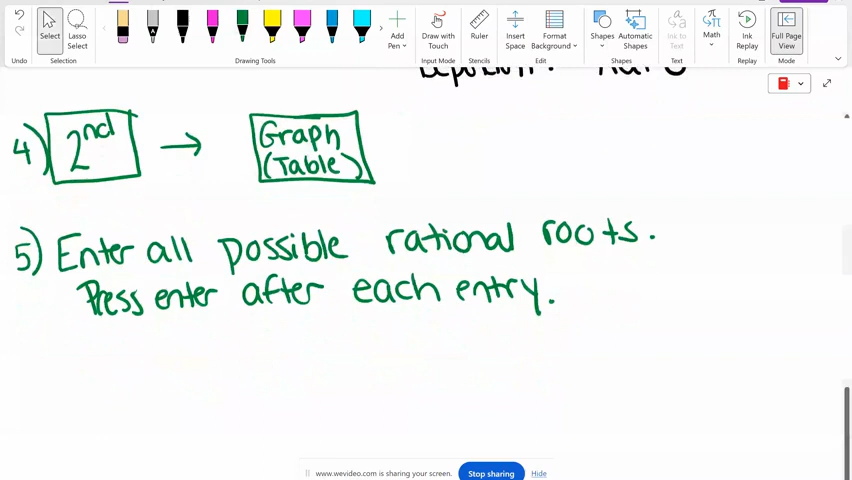 Undo
Select
Lasso
Select
Selection
Drawing Tools
Add
Pen
Draw with
Touch
Input Mode
Ruler
Stencils
Insert
Space
Format
Background
Edit
Shapes
Automatic
Shapes
Shapes
Ink to
Text
Text
Math
Math
Ink
Replay
Replay
Full Page
View
Mode
4) 2nd → Graph
(Table)
5) Enter all possible rational roots.
Press enter after each entry.
www.wevideo.com is sharing your screen. Stop sharing Hide